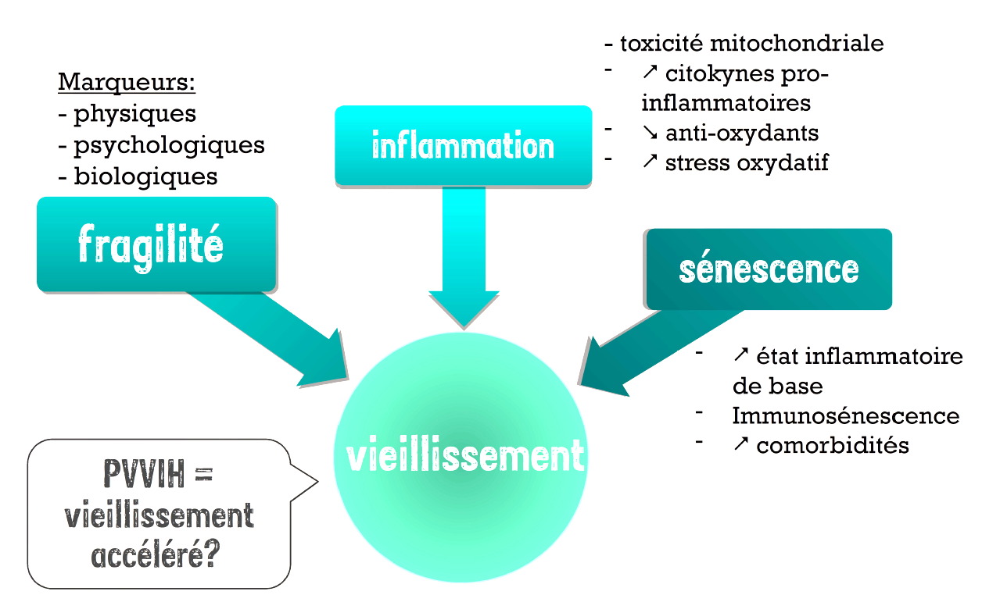 Marqueurs:
- physiques
- psychologiques
- biologiques
fragilité
inflammation
- toxicité mitochondriale
- ↗ citokynes pro-
inflammatoires
- ↘ anti-oxydants
- ↗ stress oxydatif
sénescence
- ↗ état inflammatoire
de base
- Immunosénescence
- ↗ comorbidités
vieillissement
PVVIH =
vieillissement
accéléré?